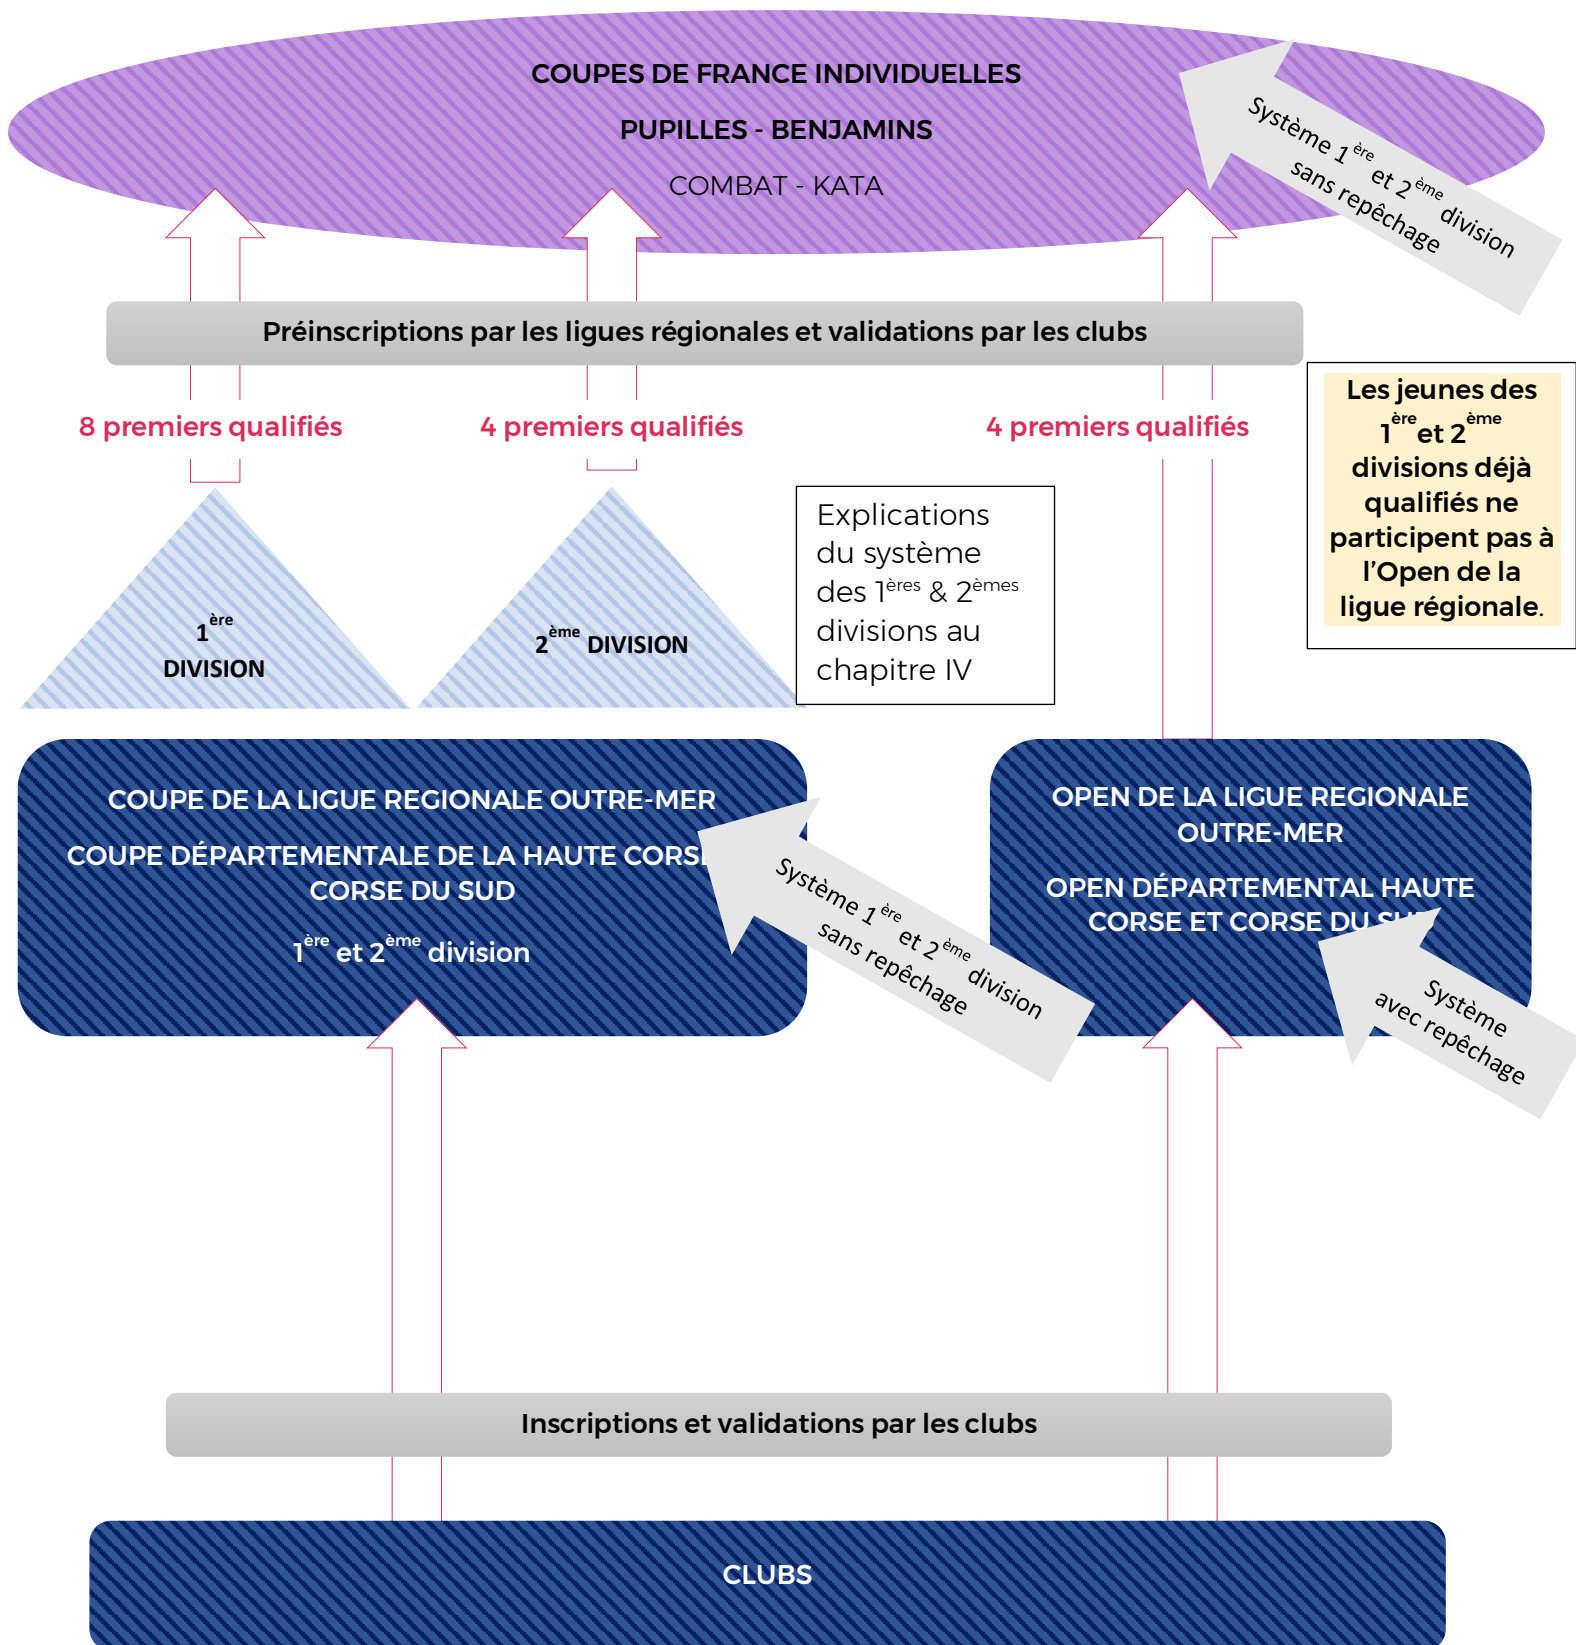 COUPES DE FRANCE INDIVIDUELLES
PUPILLES - BENJAMINS
COMBAT - KATA
Système 1ère et 2ème division
sans repêchage
Préinscriptions par les ligues régionales et validations par les clubs
8 premiers qualifiés
4 premiers qualifiés
4 premiers qualifiés
Les jeunes des
1ère et 2ème
divisions déjà
qualifiés ne
participent pas à
l’Open de la
ligue régionale.
1ère
DIVISION
2ème DIVISION
Explications
du système
des 1ères & 2èmes
divisions au
chapitre IV
COUPE DE LA LIGUE REGIONALE OUTRE-MER
COUPE DÉPARTEMENTALE DE LA HAUTE CORSE
CORSE DU SUD
1ère et 2ème division
Système 1ère et 2ème division
sans repêchage
OPEN DE LA LIGUE REGIONALE
OUTRE-MER
OPEN DÉPARTEMENTAL HAUTE
CORSE ET CORSE DU SUD
Système
avec repêchage
Inscriptions et validations par les clubs
CLUBS